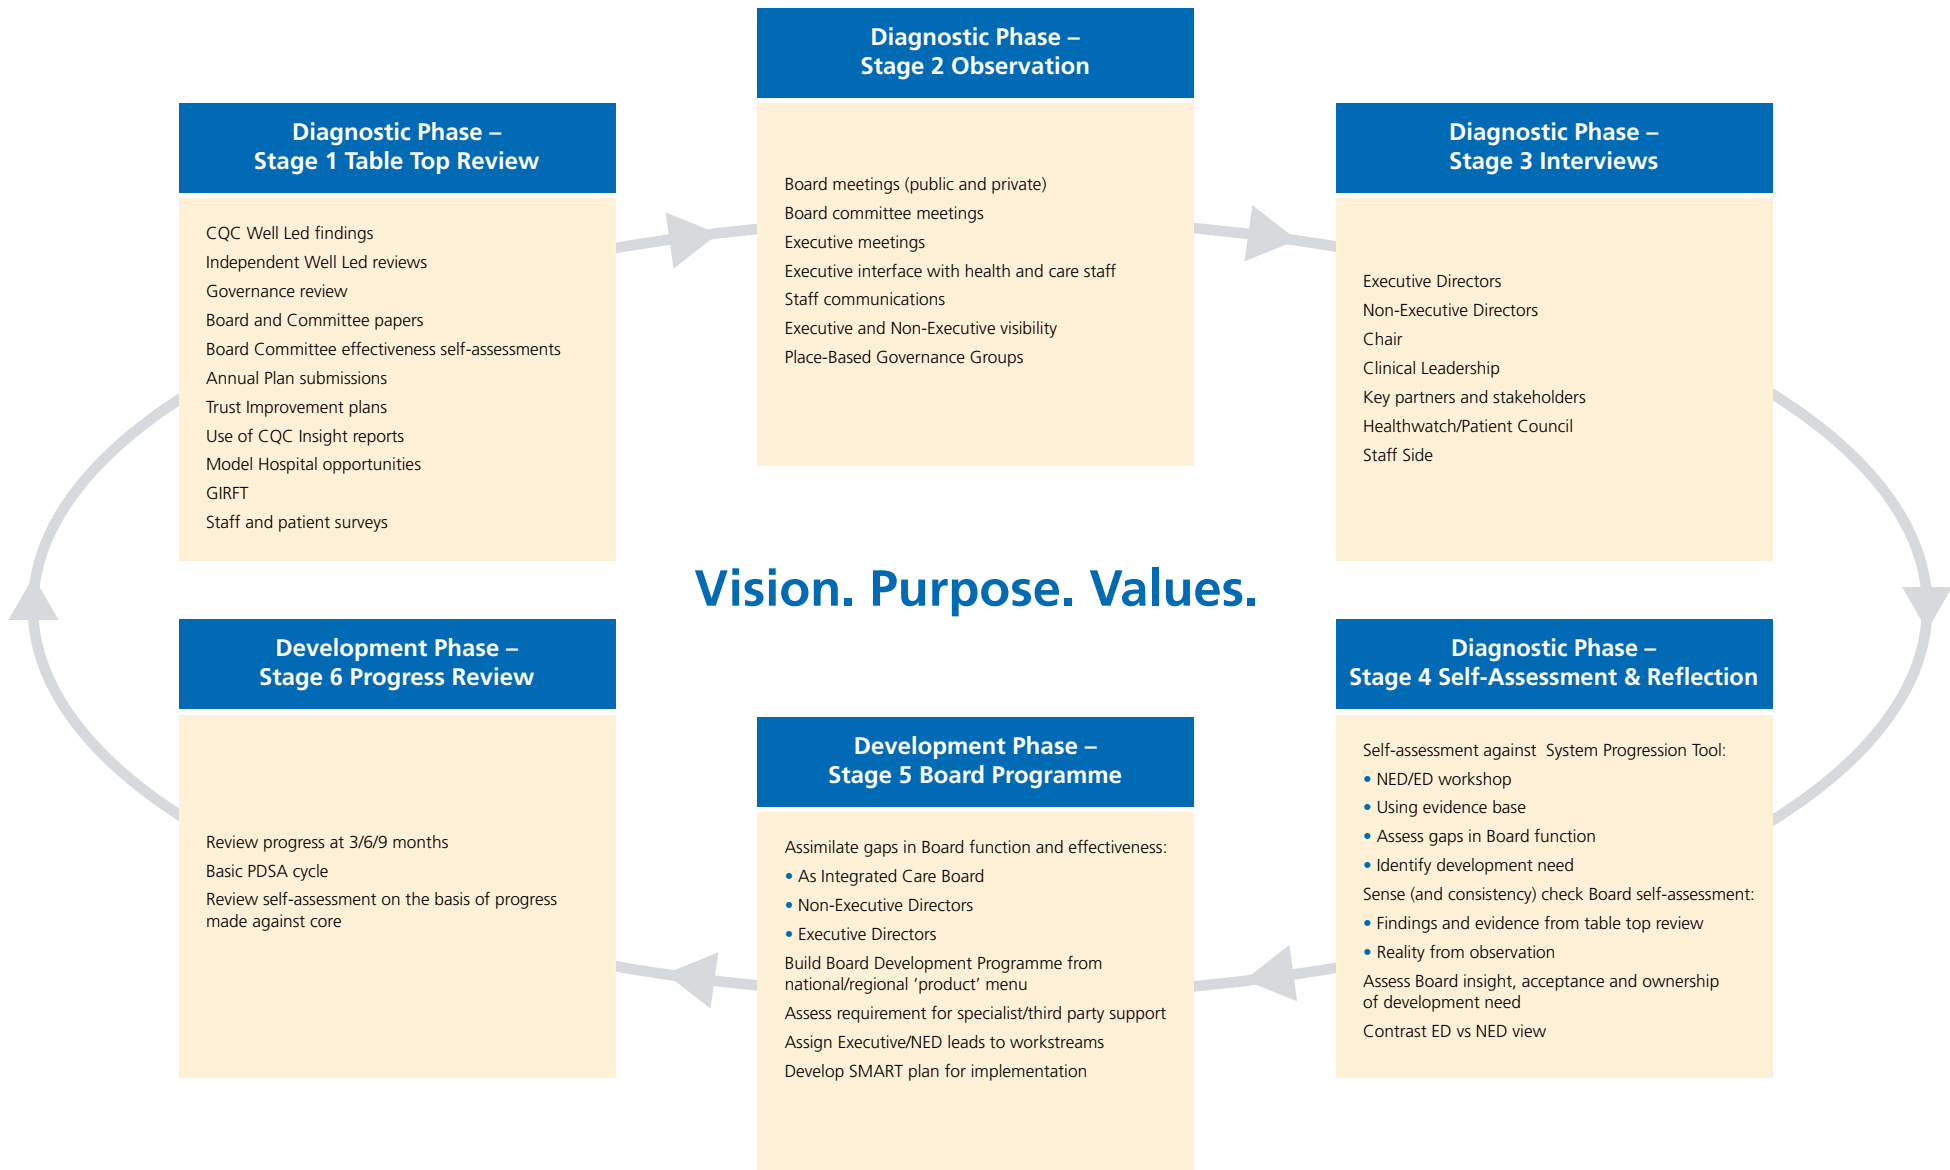 Diagnostic Phase –
Stage 1 Table Top Review
CQC Well Led findings
Independent Well Led reviews
Governance review
Board and Committee papers
Board Committee effectiveness self-assessments
Annual Plan submissions
Trust Improvement plans
Use of CQC Insight reports
Model Hospital opportunities
GIRFT
Staff and patient surveys
Diagnostic Phase –
Stage 2 Observation
Board meetings (public and private)
Board committee meetings
Executive meetings
Executive interface with health and care staff
Staff communications
Executive and Non-Executive visibility
Place-Based Governance Groups
Diagnostic Phase –
Stage 3 Interviews
Executive Directors
Non-Executive Directors
Chair
Clinical Leadership
Key partners and stakeholders
Healthwatch/Patient Council
Staff Side
Vision. Purpose. Values.
Diagnostic Phase –
Stage 4 Self-Assessment & Reflection
Self-assessment against System Progression Tool:
• NED/ED workshop
• Using evidence base
• Assess gaps in Board function
• Identify development need
Sense (and consistency) check Board self-assessment:
• Findings and evidence from table top review
• Reality from observation
Assess Board insight, acceptance and ownership
of development need
Contrast ED vs NED view
Development Phase –
Stage 5 Board Programme
Assimilate gaps in Board function and effectiveness:
• As Integrated Care Board
• Non-Executive Directors
• Executive Directors
Build Board Development Programme from
national/regional ‘product’ menu
Assess requirement for specialist/third party support
Assign Executive/NED leads to workstreams
Develop SMART plan for implementation
Development Phase –
Stage 6 Progress Review
Review progress at 3/6/9 months
Basic PDSA cycle
Review self-assessment on the basis of progress
made against core